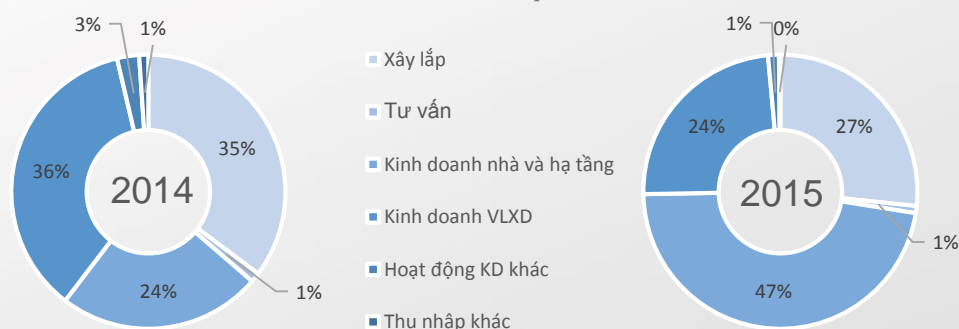 3%
1%
35%
36%
2014
24%
1%
Xây lắp
Tư vấn
Kinh doanh nhà và hạ tầng
Kinh doanh VLXD
Hoạt động KD khác
Thu nhập khác
1%
0%
24%
27%
2015
1%
47%